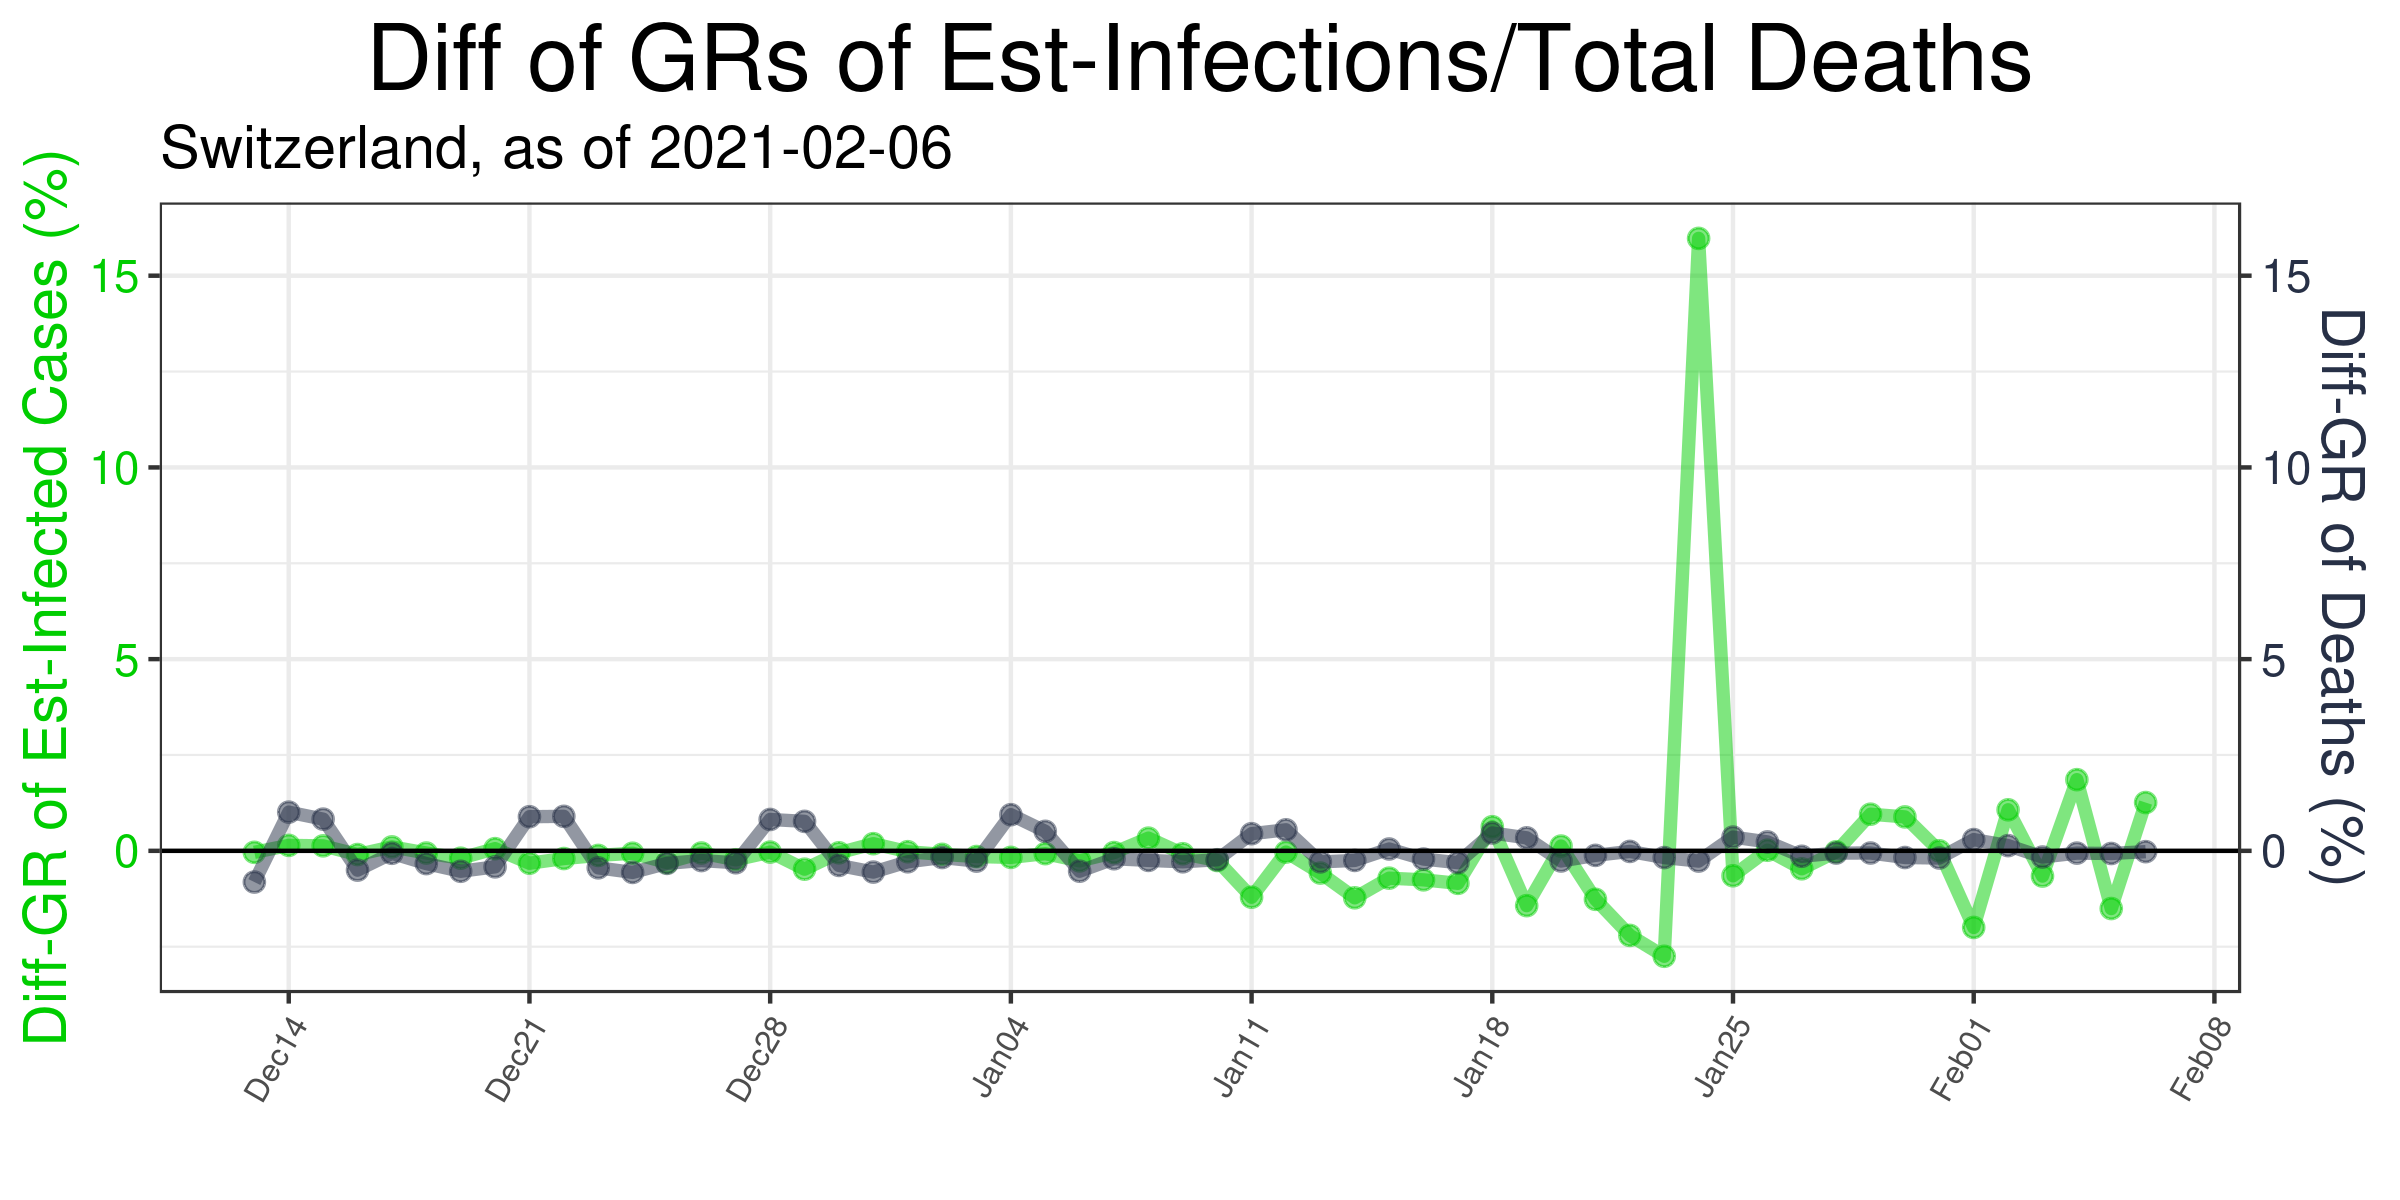 Diff of GRs of Est-Infections/Total Deaths
Switzerland, as of 2021-02-06
Diff-GR of Est-Infected Cases (%)
15
10
5
0
15
10
5
0
Diff-GR of Deaths (%)
Dec14
Dec21
Dec28
Jan04
Jan11
Jan18
Jan25
Feb01
Feb08